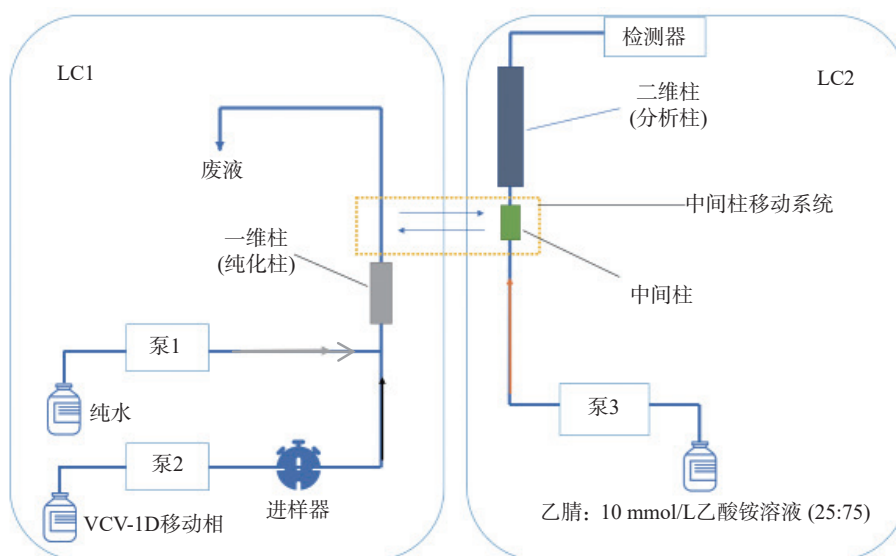 LC1
废液
一维柱
(纯化柱)
泵1
纯水
泵2
进样器
VCV-1D移动相
检测器
LC2
二维柱
(分析柱)
中间柱移动系统
中间柱
泵3
乙腈：10 mmol/L乙酸铵溶液 (25:75)